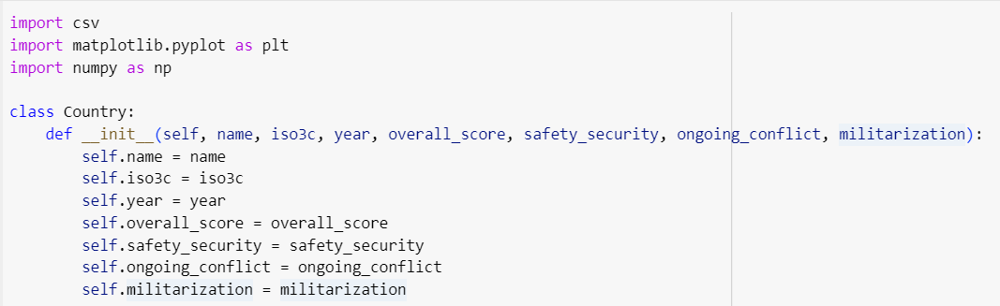 import csv
import matplotlib.pyplot as plt
import numpy as np
class Country:
def __init__(self, name, iso3c, year, overall_score, safety_security, ongoing_conflict, militarization):
self.name = name
self.iso3c = iso3c
self.year = year
self.overall_score = overall_score
self.safety_security = safety_security
self.ongoing_conflict = ongoing_conflict
self.militarization = militarization